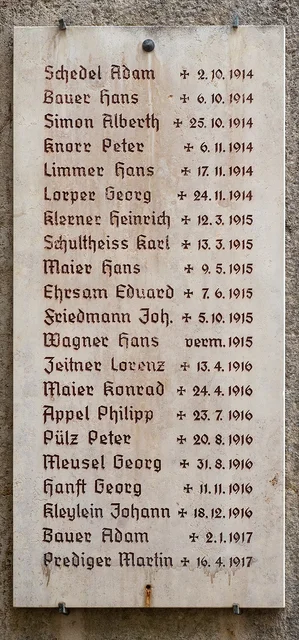 Schedel Adam ✠ 2. 10. 1914
Bauer Hans ✠ 6. 10. 1914
Simon Alberth ✠ 25. 10. 1914
Knorr Peter ✠ 6. 11. 1914
Limmer Hans ✠ 17. 11. 1914
Lorper Georg ✠ 24. 11. 1914
Klerner Heinrich ✠ 12. 3. 1915
Schultheiss Karl ✠ 13. 3. 1915
Maier Hans ✠ 9. 5. 1915
Ehrsam Eduard ✠ 7. 6. 1915
Friedmann Joh. ✠ 5. 10. 1915
Wagner Hans verm. 1915
Zeitner Lorenz ✠ 13. 4. 1916
Maier Konrad ✠ 24. 4. 1916
Appel Philipp ✠ 23. 7. 1916
Pülz Peter ✠ 20. 8. 1916
Meusel Georg ✠ 31. 8. 1916
Hanft Georg ✠ 11. 11. 1916
Kleylein Johann ✠ 18. 12. 1916
Bauer Adam ✠ 2. 1. 1917
Prediger Martin ✠ 16. 4. 1917